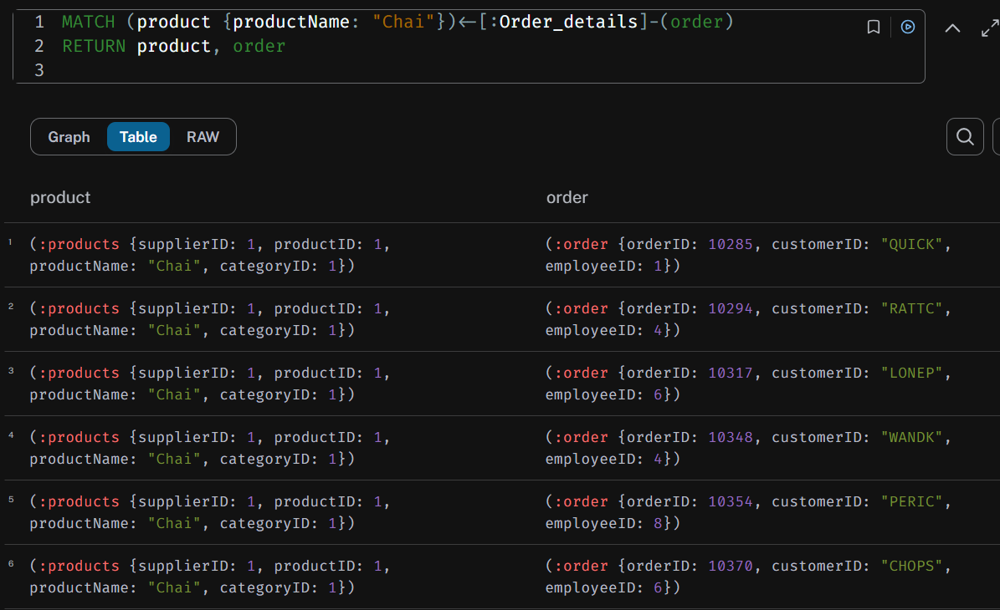 1 MATCH (product {productName: "Chai"})<-[:Order_details]-(order)
2 RETURN product, order
3
Graph Table RAW
product order
1 (:products {supplierID: 1, productID: 1, (:order {orderID: 10285, customerID: "QUICK",
productName: "Chai", categoryID: 1}) employeeID: 1})
2 (:products {supplierID: 1, productID: 1, (:order {orderID: 10294, customerID: "RATTC",
productName: "Chai", categoryID: 1}) employeeID: 4})
3 (:products {supplierID: 1, productID: 1, (:order {orderID: 10317, customerID: "LONEP",
productName: "Chai", categoryID: 1}) employeeID: 6})
4 (:products {supplierID: 1, productID: 1, (:order {orderID: 10348, customerID: "WANDK",
productName: "Chai", categoryID: 1}) employeeID: 4})
5 (:products {supplierID: 1, productID: 1, (:order {orderID: 10354, customerID: "PERIC",
productName: "Chai", categoryID: 1}) employeeID: 8})
6 (:products {supplierID: 1, productID: 1, (:order {orderID: 10370, customerID: "CHOPS",
productName: "Chai", categoryID: 1}) employeeID: 6})